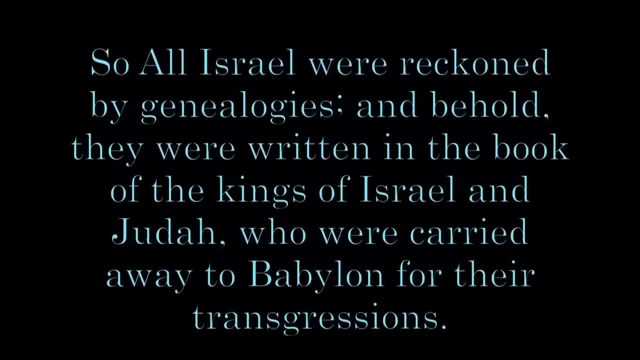 So All Israel were reckoned
by genealogies; and behold,
they were written in the book
of the kings of Israel and
Judah, who were carried
away to Babylon for their
transgressions.